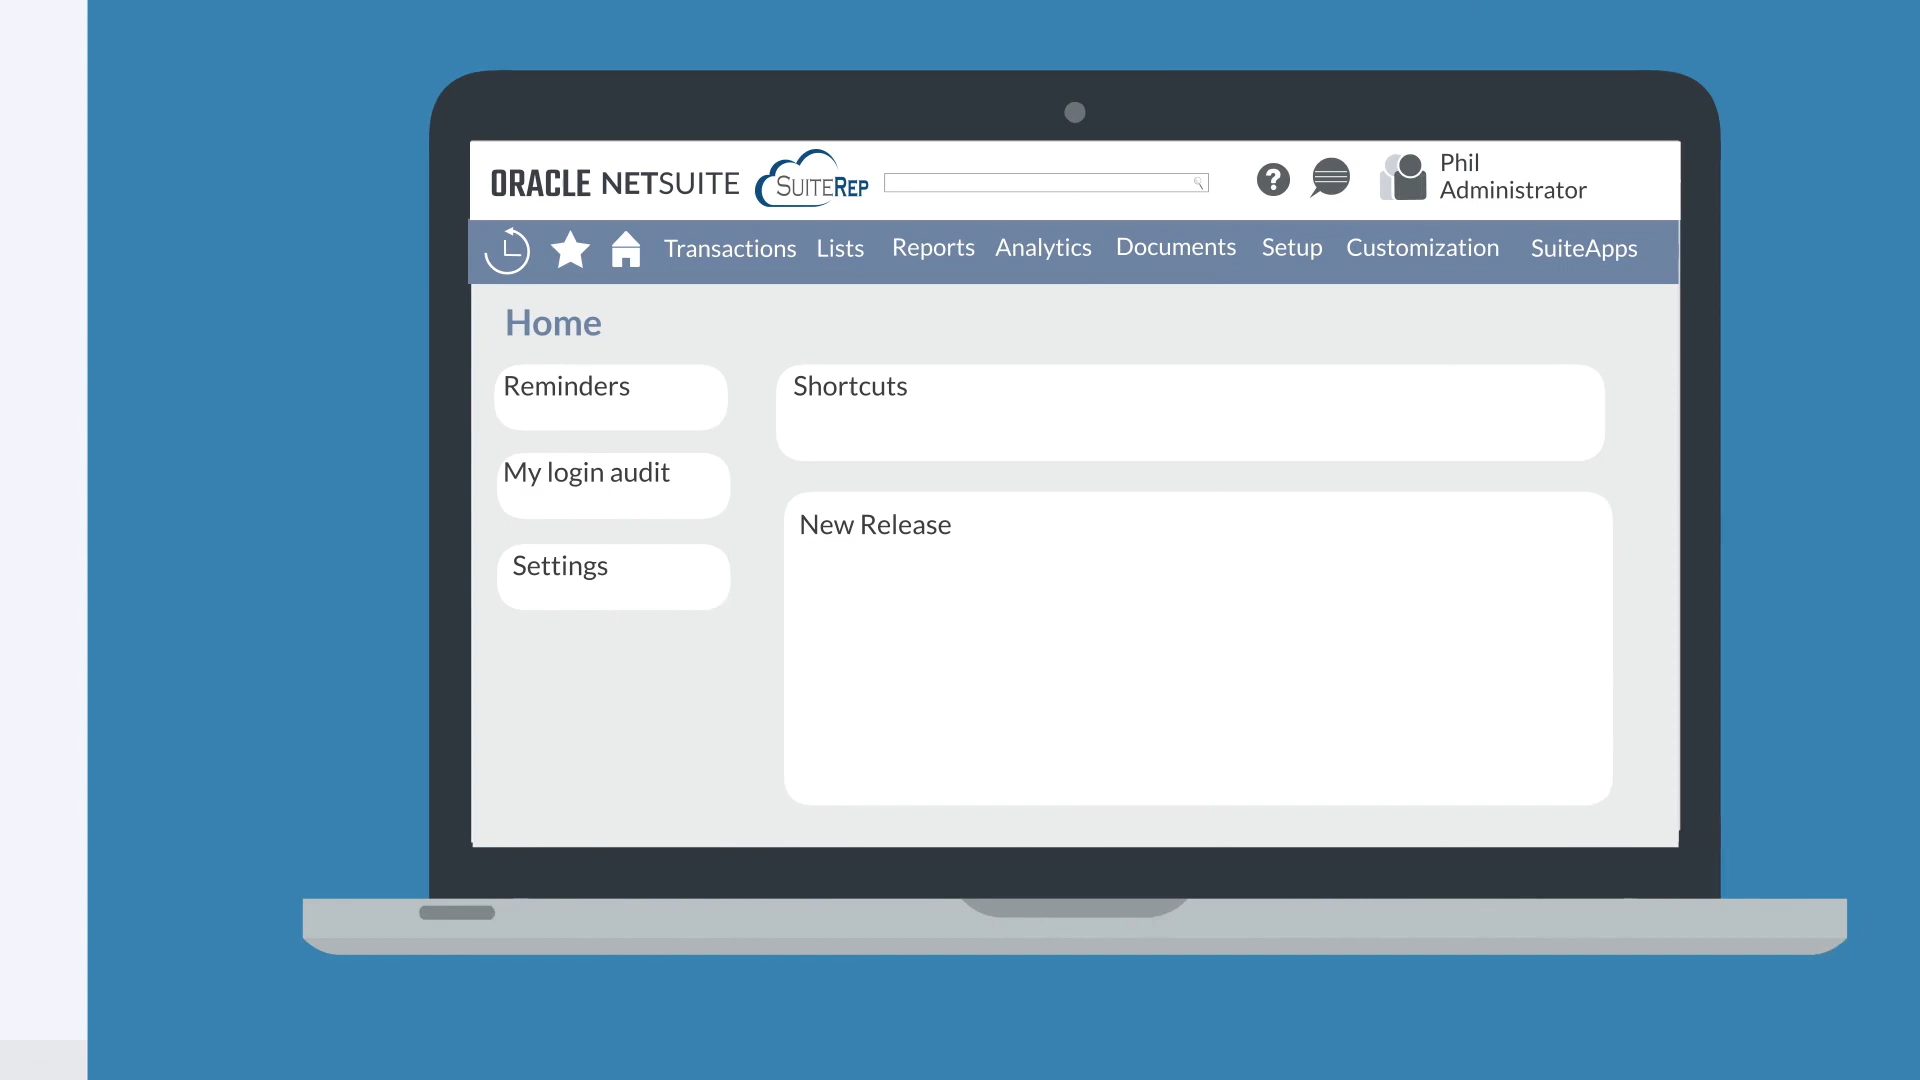 ORACLE NETSUITE SUITEREP
Phil
Administrator
Transactions Lists Reports Analytics Documents Setup Customization SuiteApps
Home
Reminders
Shortcuts
My login audit
New Release
Settings